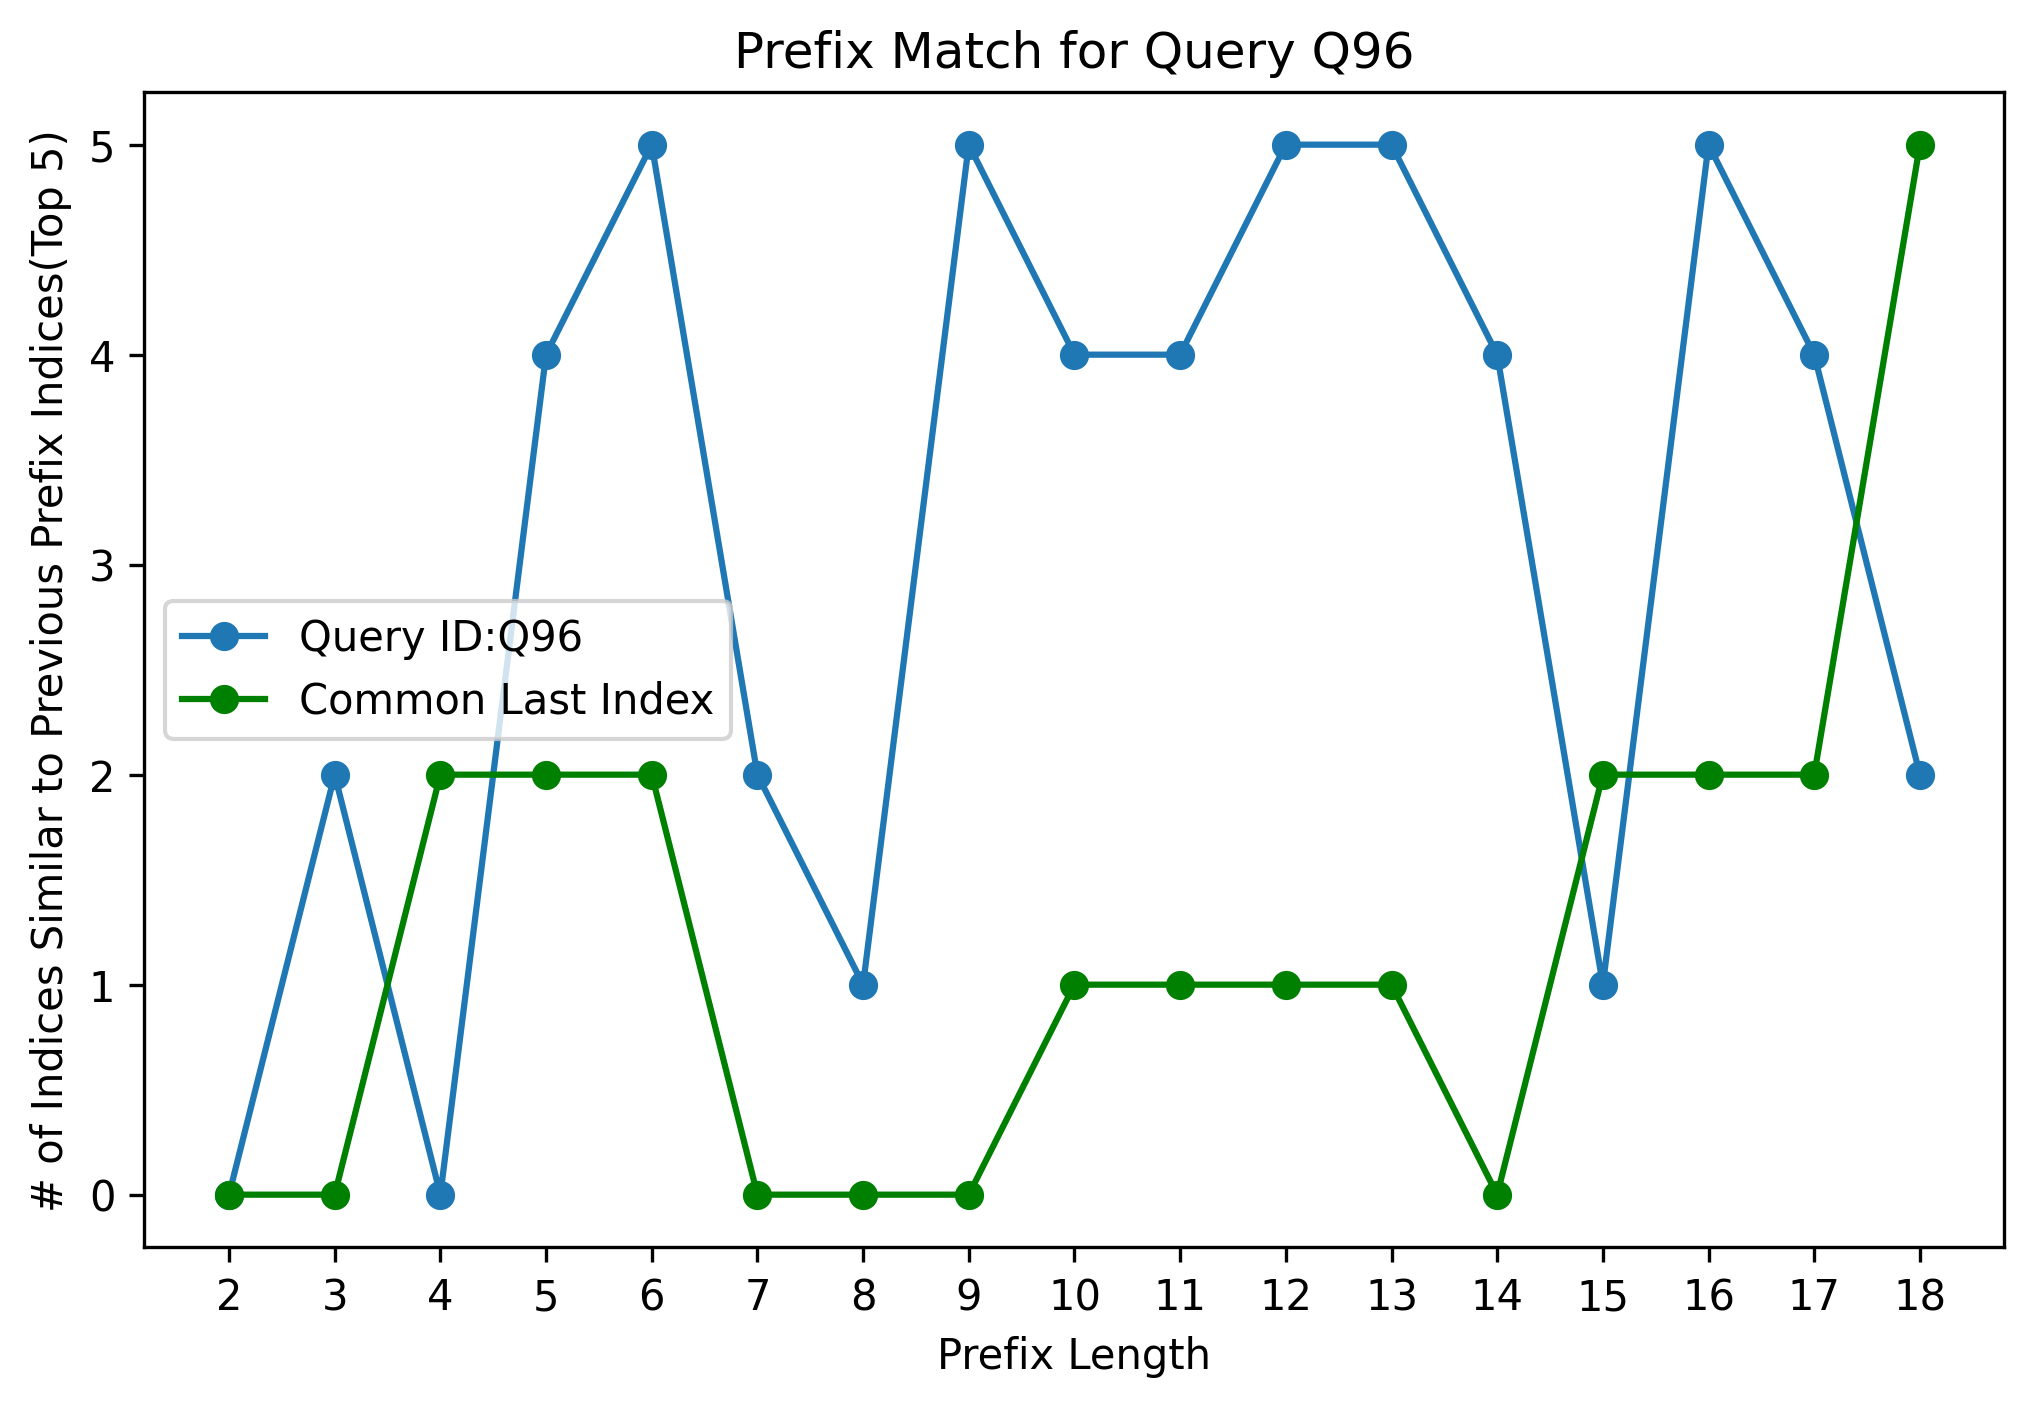 Prefix Match for Query Q96
# of Indices Similar to Previous Prefix Indices(Top 5)
5
4
3
2
1
0
Query ID:Q96
Common Last Index
2 3 4 5 6 7 8 9 10 11 12 13 14 15 16 17 18
Prefix Length